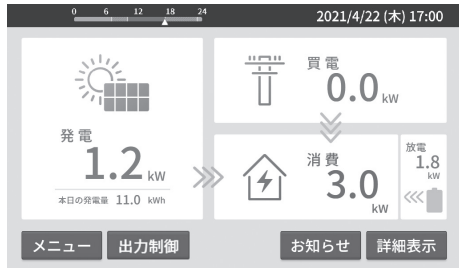 0 6 12 18 24
2021/4/22 (木) 17:00
発電
1.2 kW
本日の発電量 11.0 kWh
買電
0.0 kW
消費
3.0 kW
放電
1.8
kW
メニュー
出力制御
お知らせ
詳細表示